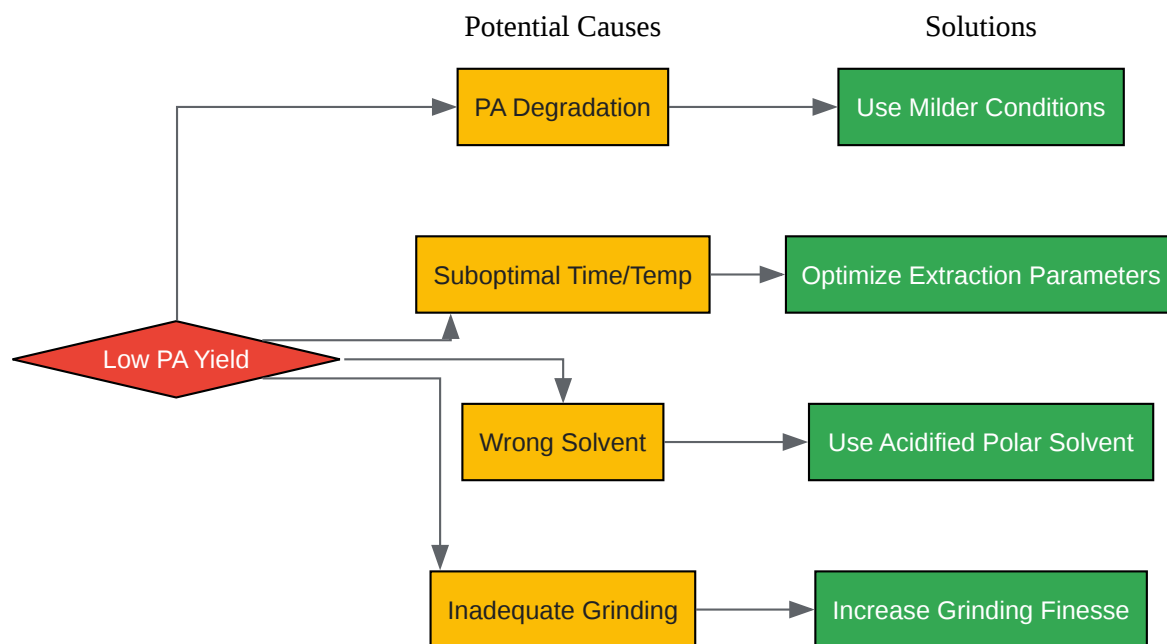 Potential Causes
Solutions
PA Degradation
Use Milder Conditions
Suboptimal Time/Temp
Optimize Extraction Parameters
Low PA Yield
Wrong Solvent
Use Acidified Polar Solvent
Inadequate Grinding
Increase Grinding Finesse